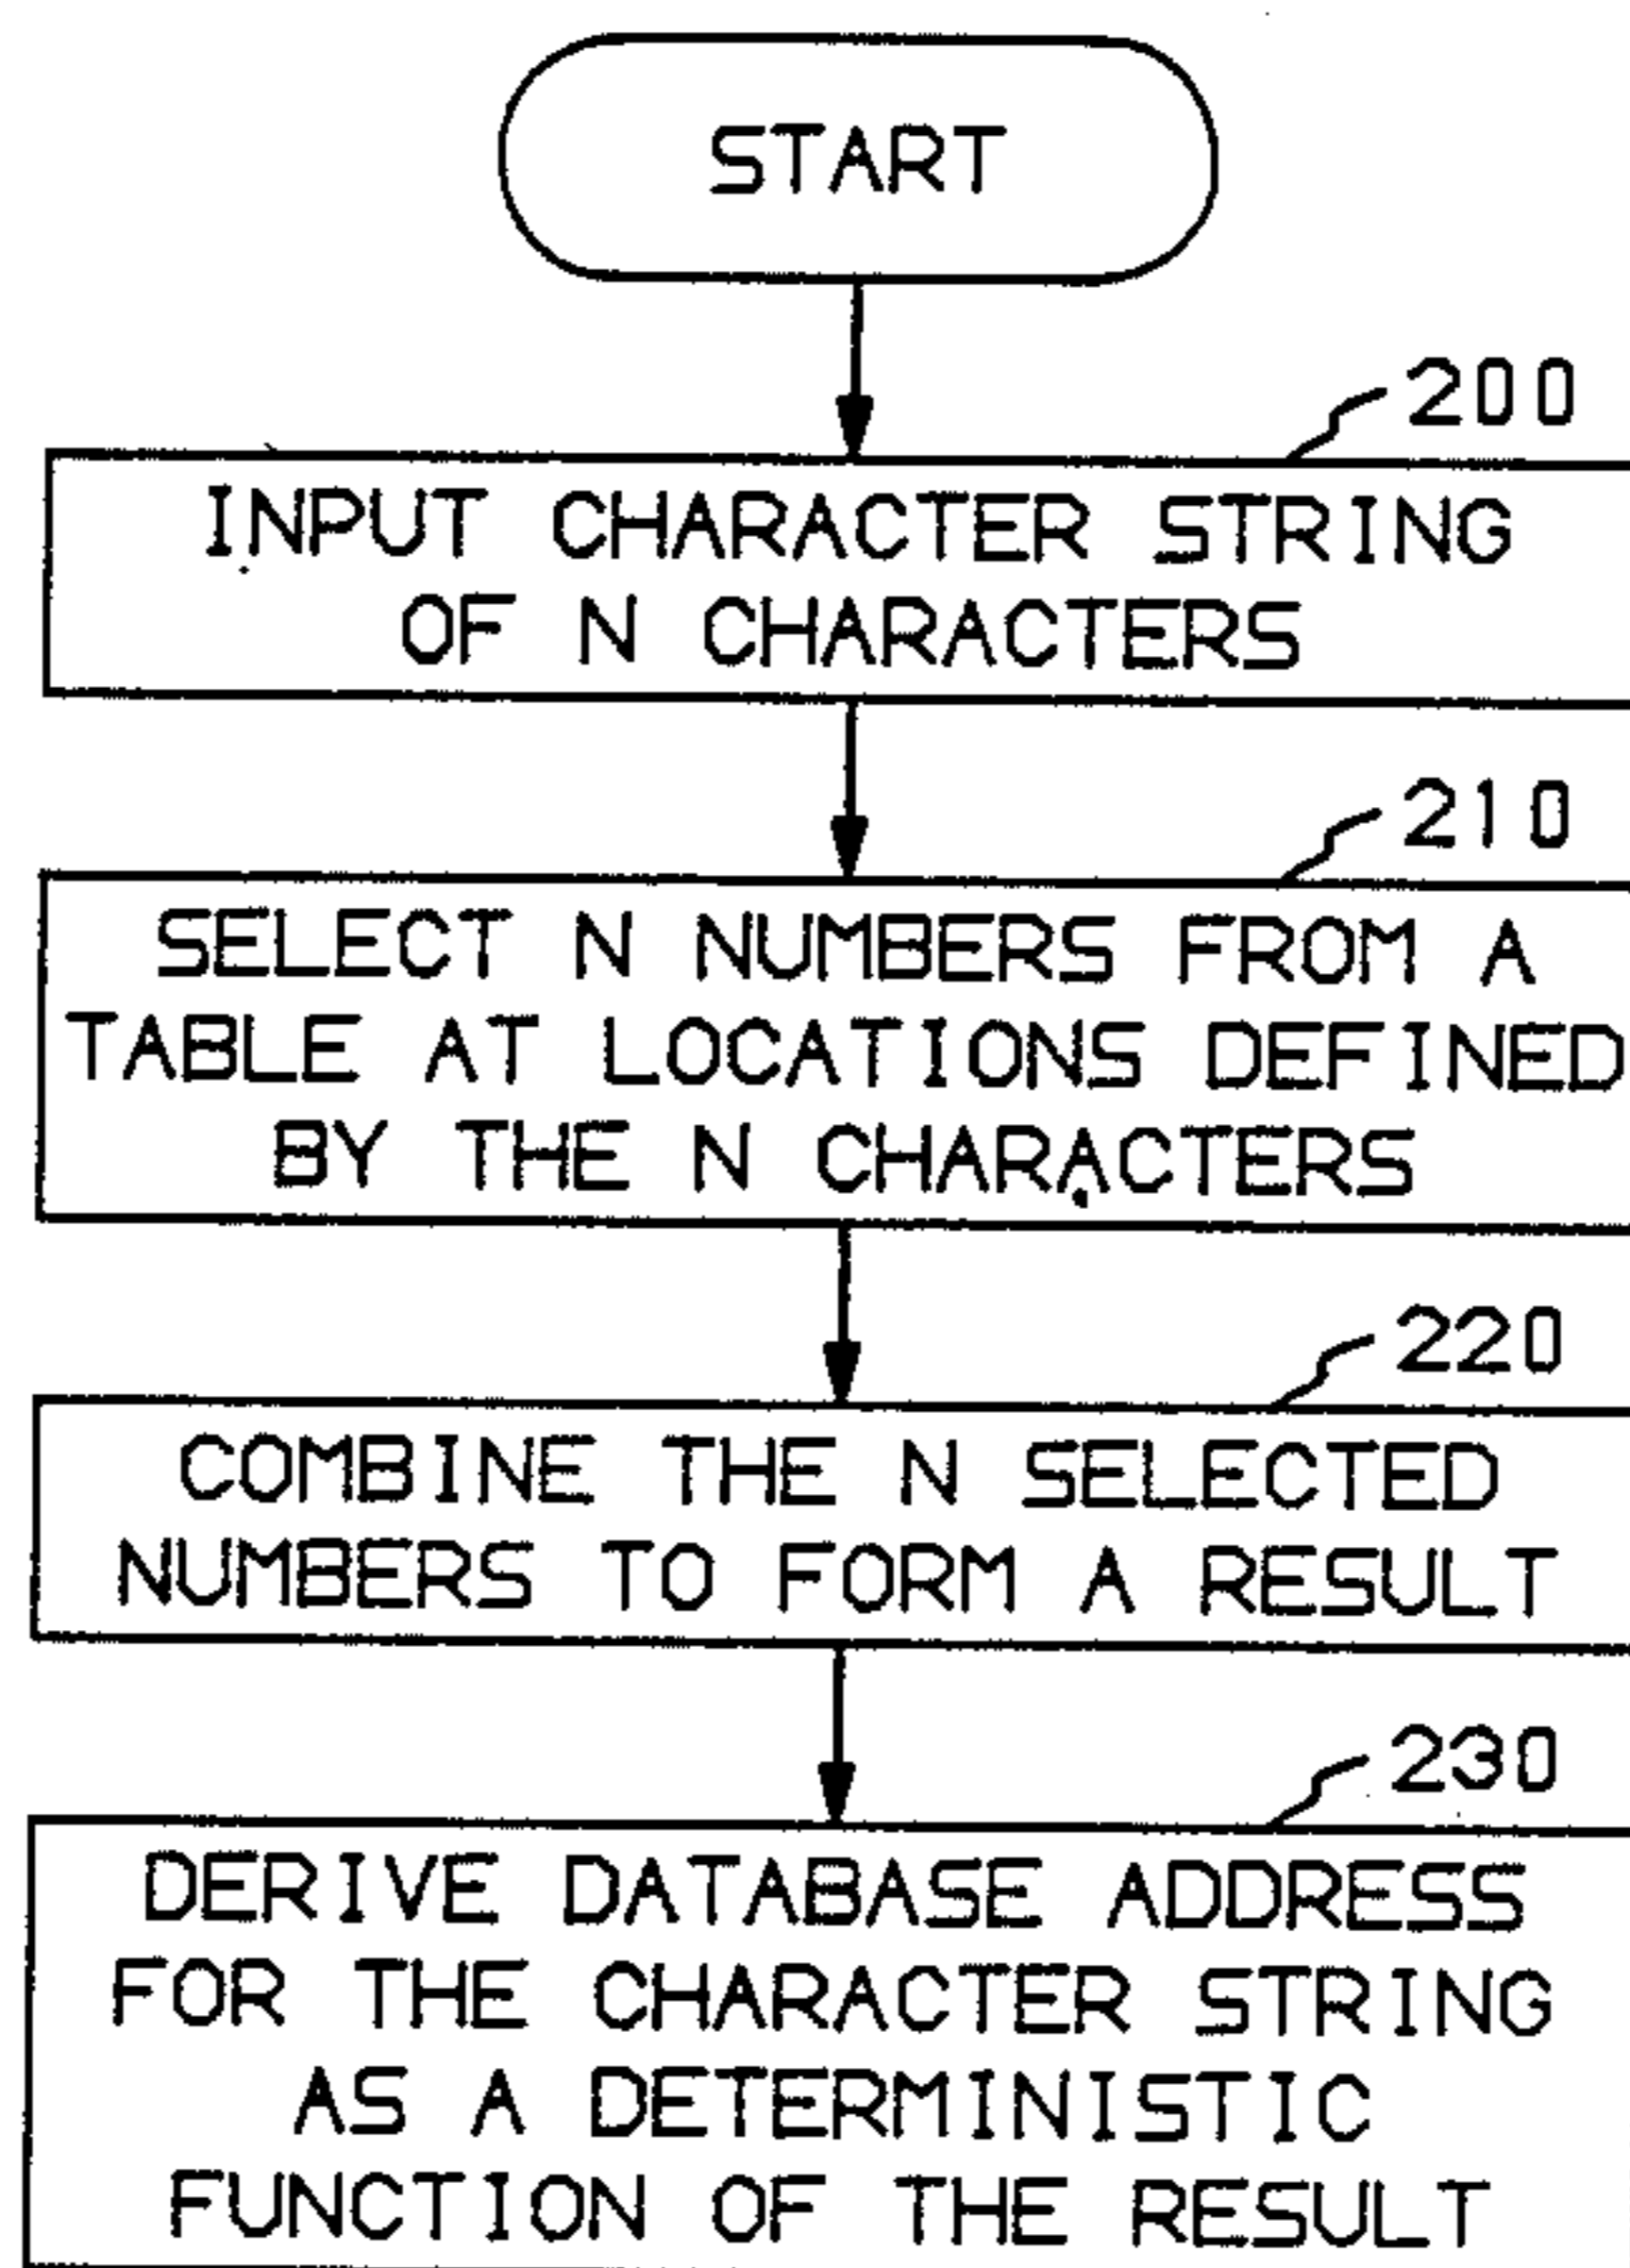 START
200
INPUT CHARACTER STRING
OF N CHARACTERS
210
SELECT N NUMBERS FROM A
TABLE AT LOCATIONS DEFINED
BY THE N CHARACTERS
220
COMBINE THE N SELECTED
NUMBERS TO FORM A RESULT
230
DERIVE DATABASE ADDRESS
FOR THE CHARACTER STRING
AS A DETERMINISTIC
FUNCTION OF THE RESULT